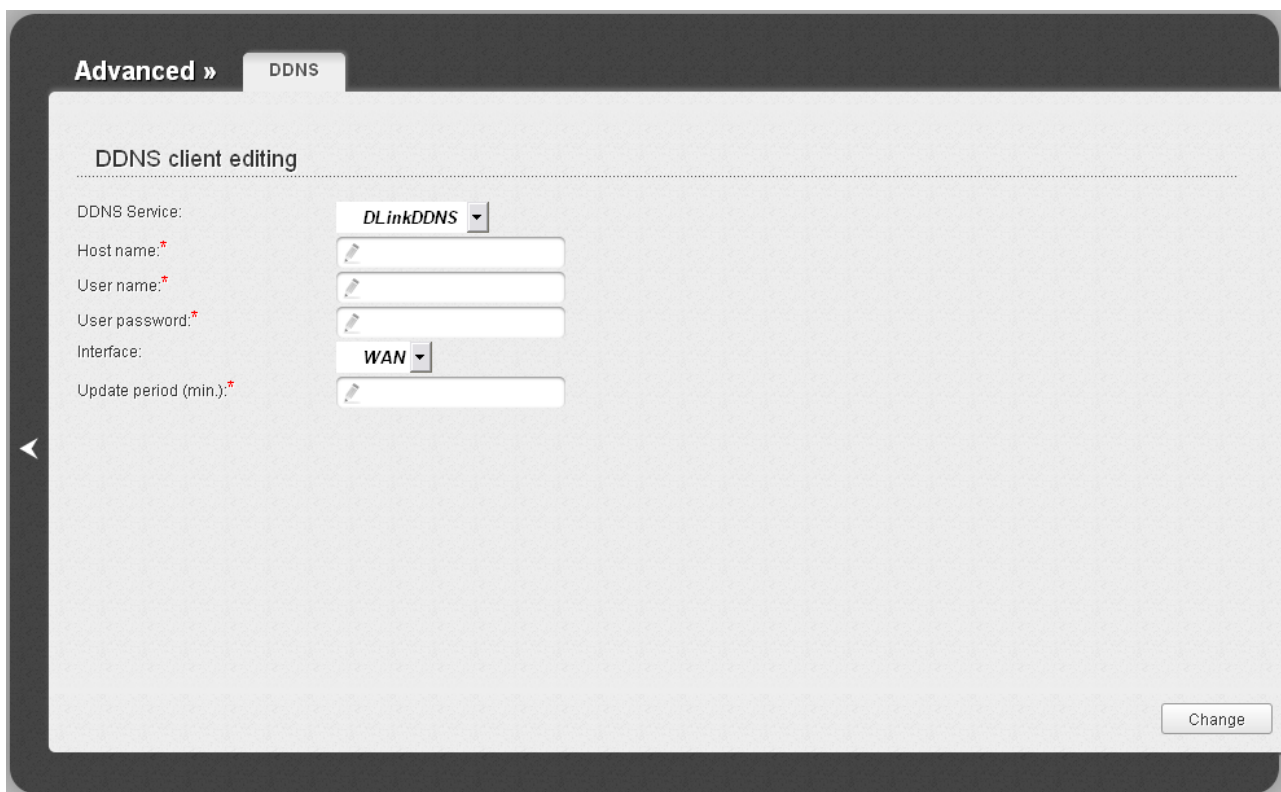 Advanced » DDNS
DDNS client editing
DDNS Service: DLinkDDNS
Host name:*
User name:*
User password:*
Interface: WAN
Update period (min.):*
Change